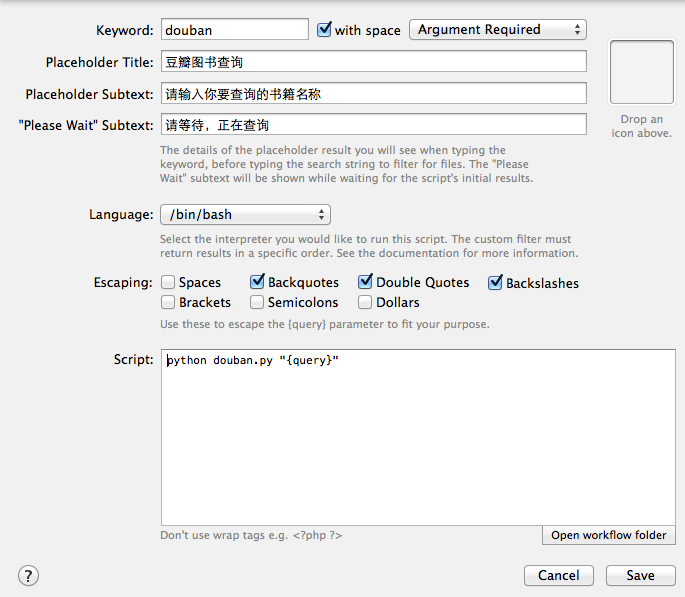 Keyword: douban with space Argument Required
Placeholder Title: 豆瓣图书查询
Placeholder Subtext: 请输入你要查询的书籍名称
"Please Wait" Subtext: 请等待，正在查询
Drop an
icon above.
The details of the placeholder result you will see when typing the
keyword, before typing the search string to filter for files. The "Please
Wait" subtext will be shown while waiting for the script's initial results.
Language: /bin/bash
Select the interpreter you would like to run this script. The custom filter must
return results in a specific order. See the documentation for more information.
Escaping: Spaces Backquotes Double Quotes Backslashes
Brackets Semicolons Dollars
Use these to escape the {query} parameter to fit your purpose.
Script: python douban.py "{query}"
Don't use wrap tags e.g. <?php ?> Open workflow folder
? Cancel Save